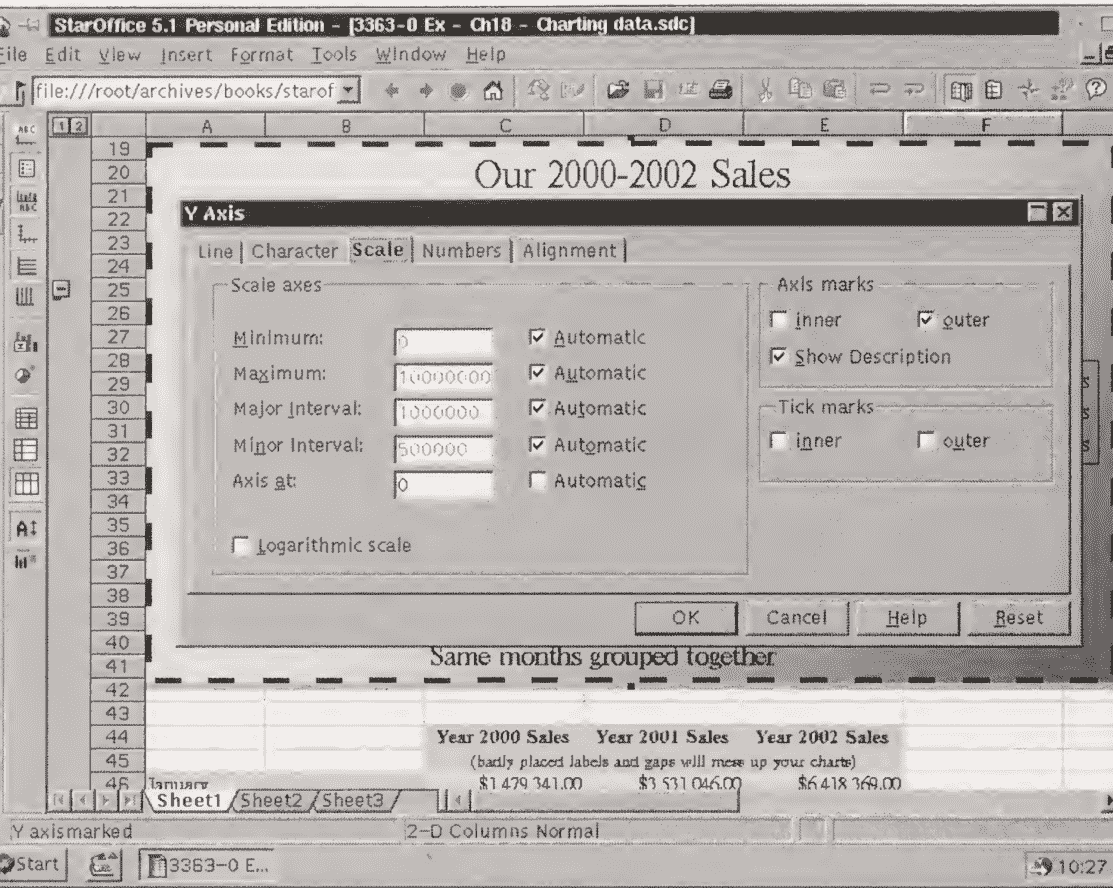 StarOffice 5.1 Personal Edition - [3363-0 Ex - Ch18 - Charting data.sdc]
File Edit View Insert Format Tools Window Help
file:///root/archives/books/starof
1 2 A B C D E F
19
20
21
22
23
24
25
26
27
28
29
30
31
32
33
34
35
36
37
38
39
40
41
42
43
44
45
46
Our 2000-2002 Sales
Y Axis
Line Character Scale Numbers Alignment
Scale axes
Minimum: 0 Automatic
Maximum: 10000000 Automatic
Major Interval: 1000000 Automatic
Minor Interval: 500000 Automatic
Axis at: 0 Automatic
Logarithmic scale
Axis marks
inner outer
Show Description
Tick marks
inner outer
OK Cancel Help Reset
Same months grouped together
Year 2000 Sales Year 2001 Sales Year 2002 Sales
(badly placed labels and gaps will mess up your charts)
January $1 479 341.00 $3 531 046.00 $6 418 369.00
Sheet1 Sheet2 Sheet3
Y axismarked 2-D Columns Normal
Start 3363-0 E... 10:27